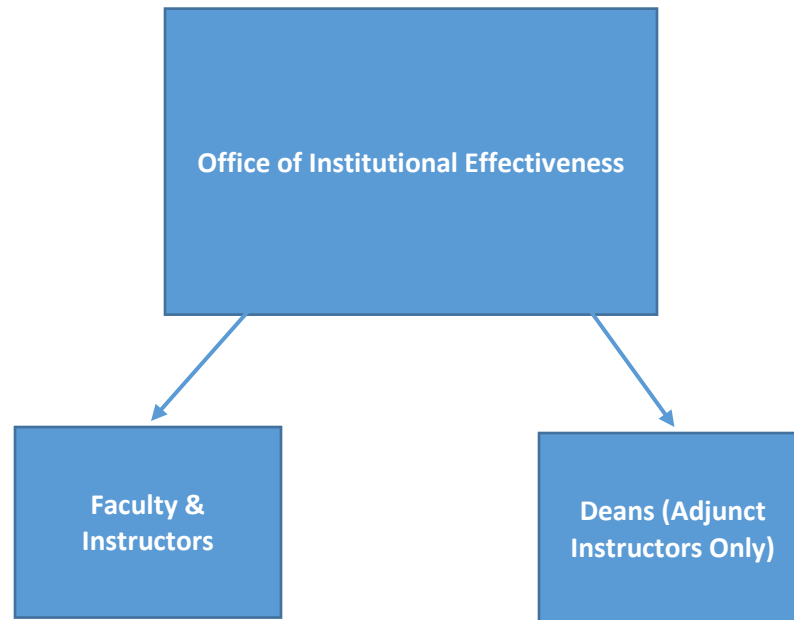 Office of Institutional Effectiveness
Faculty &
Instructors
Deans (Adjunct
Instructors Only)